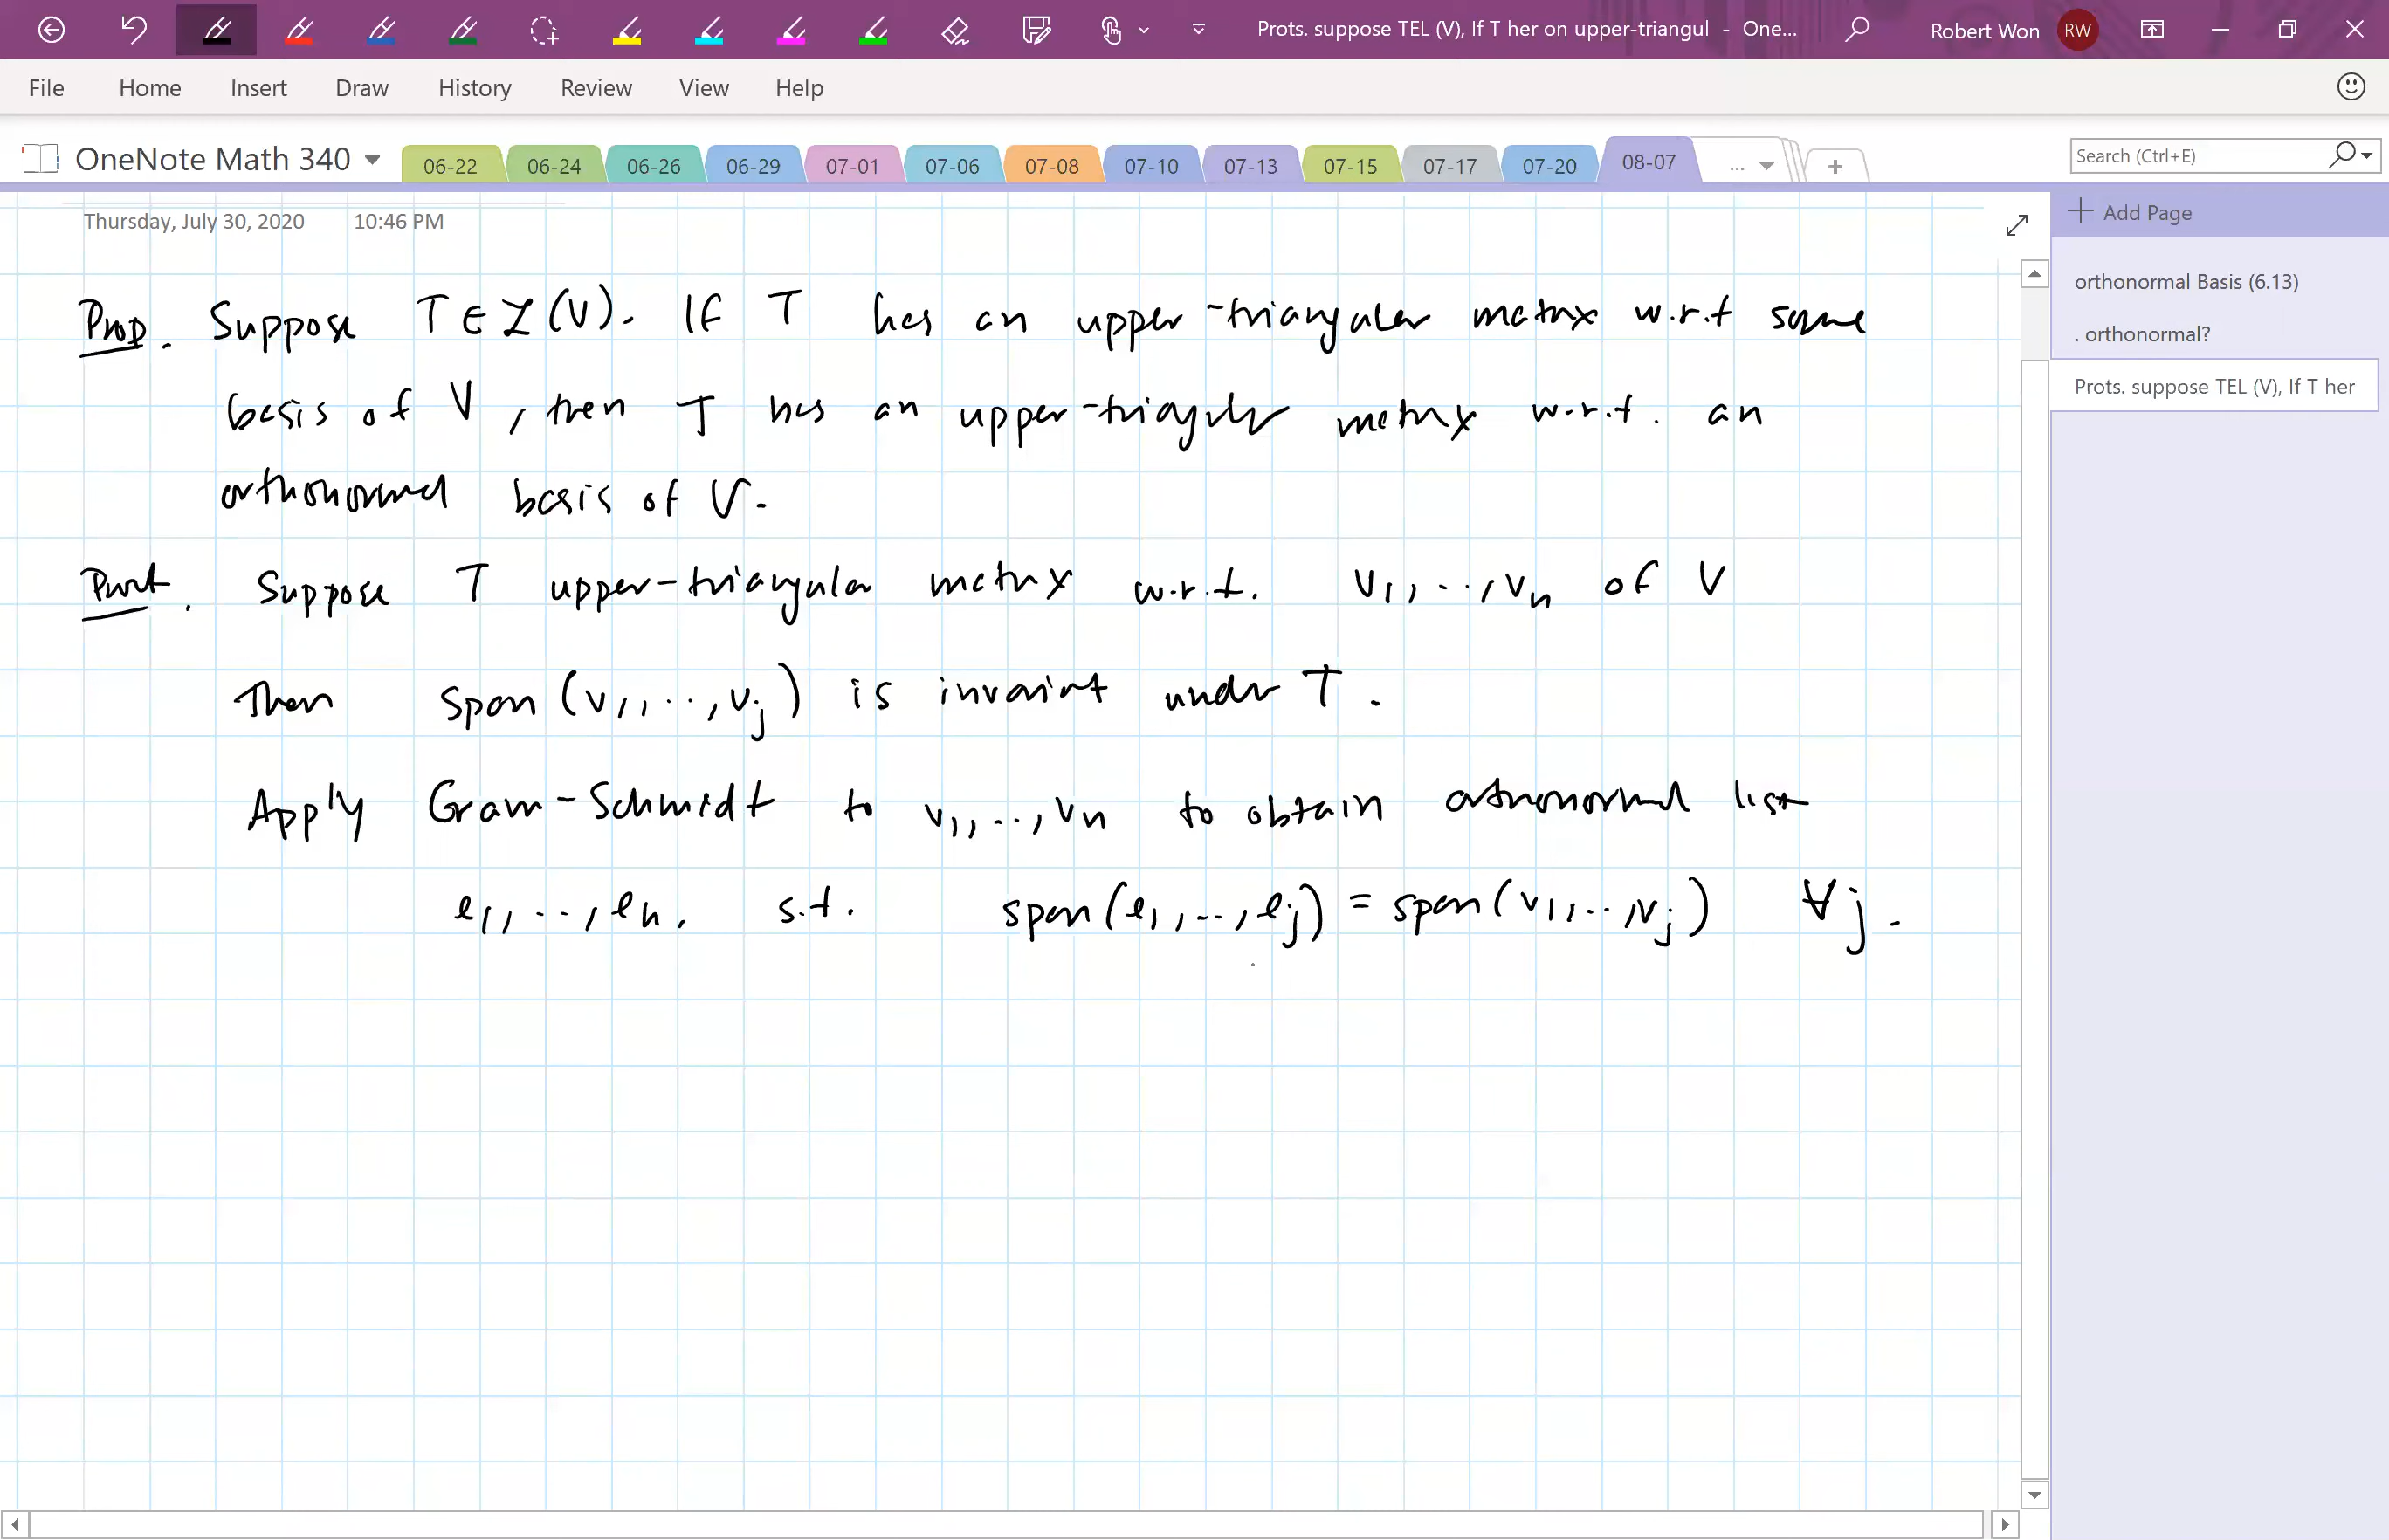 Prots. suppose TEL (V), If T her on upper-triangul - One...
Robert Won RW
File Home Insert Draw History Review View Help
OneNote Math 340
06-22 06-24 06-26 06-29 07-01 07-06 07-08 07-10 07-13 07-15 07-17 07-20 08-07 ... +
Search (Ctrl+E)
Thursday, July 30, 2020 10:46 PM
Add Page
orthonormal Basis (6.13)
. orthonormal?
Prots. suppose TEL (V), If T her
Prop. Suppose T ∈ ℒ(V). If T has an upper-triangular matrix w.r.t some
basis of V, then T has an upper-triangular matrix w.r.t. an
orthonormal basis of V.
Proof. Suppose T upper-triangular matrix w.r.t. v₁,..,vₙ of V
Then span(v₁,..,vⱼ) is invariant under T.
Apply Gram-Schmidt to v₁,..,vₙ to obtain orthonormal list
e₁,..,eₙ. s.t. span(e₁,..,eⱼ) = span(v₁,..,vⱼ) ∀j.